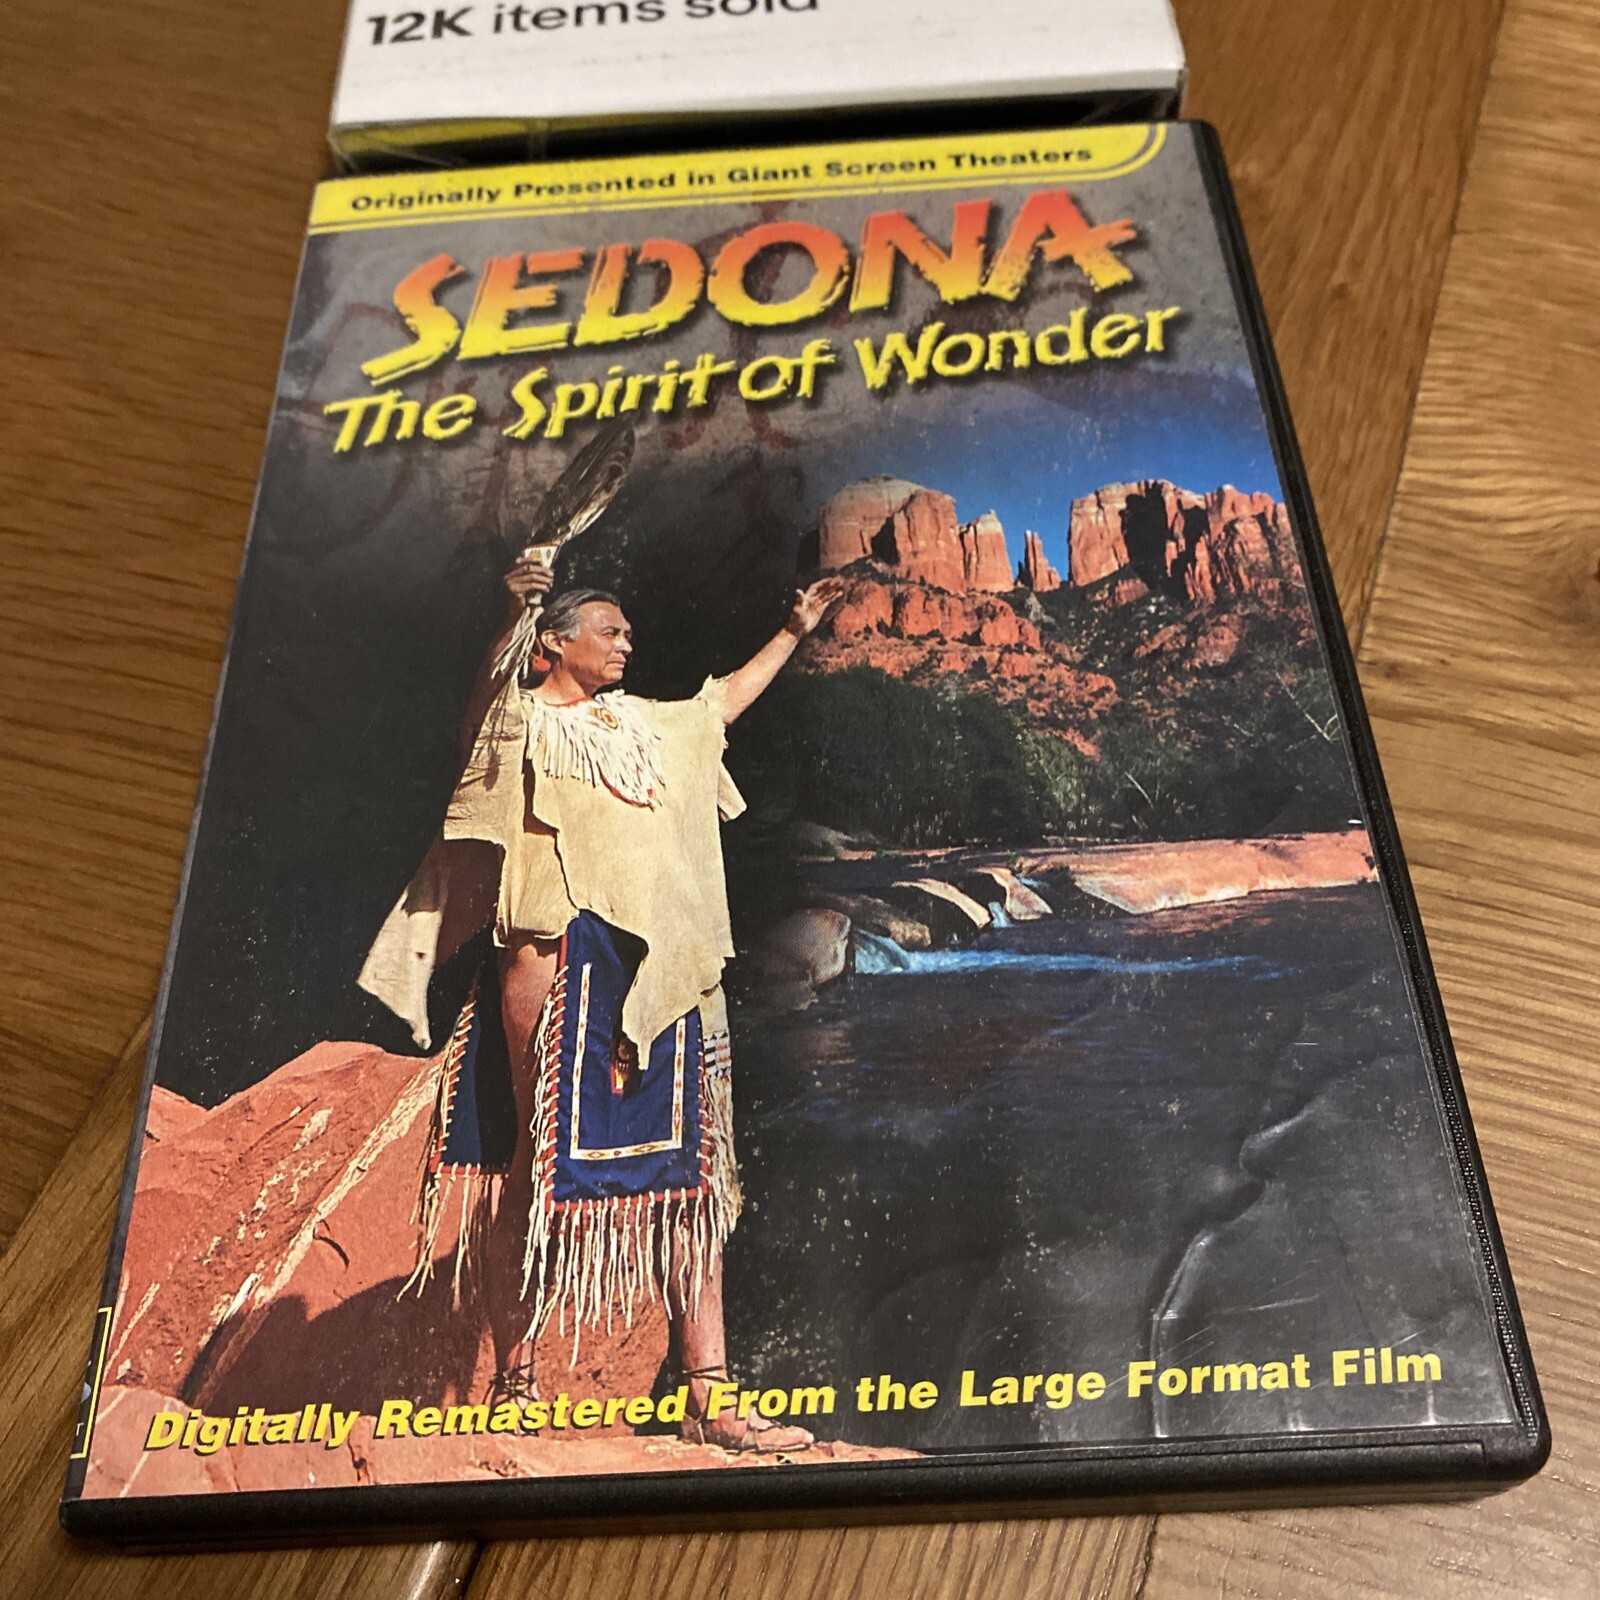 12K items sold
Originally Presented in Giant Screen Theaters
SEDONA
The Spirit of Wonder
Digitally Remastered From the Large Format Film